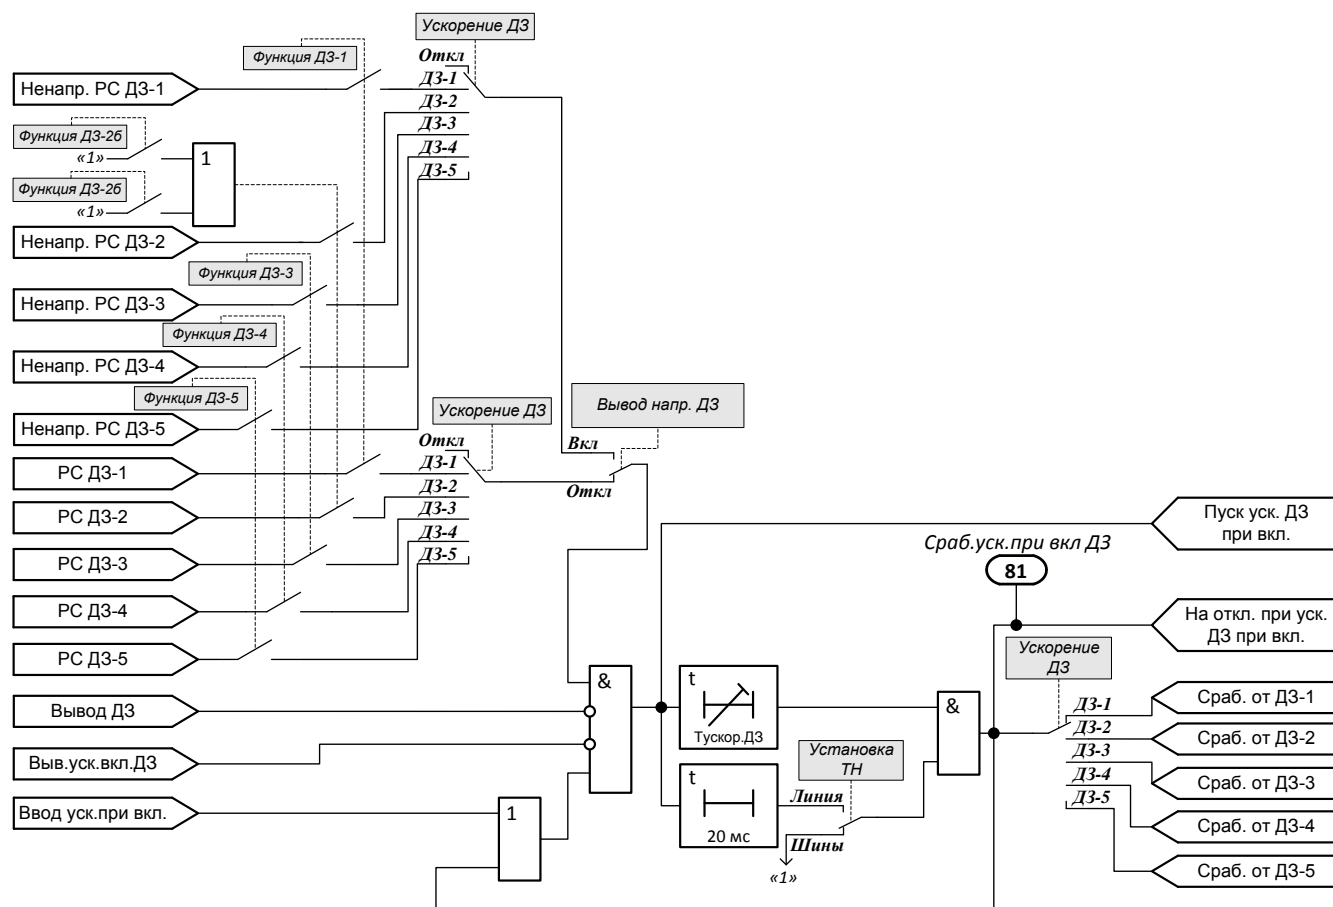 Ускорение ДЗ
Функция ДЗ-1
Откл
Ненапр. РС ДЗ-1
ДЗ-1
ДЗ-2
ДЗ-3
ДЗ-4
ДЗ-5
Функция ДЗ-2б
«1»
1
Функция ДЗ-2б
«1»
Ненапр. РС ДЗ-2
Функция ДЗ-3
Ненапр. РС ДЗ-3
Функция ДЗ-4
Ненапр. РС ДЗ-4
Функция ДЗ-5
Ненапр. РС ДЗ-5
Ускорение ДЗ
Вывод напр. ДЗ
Откл
Вкл
Откл
РС ДЗ-1
ДЗ-1
РС ДЗ-2
ДЗ-2
ДЗ-3
РС ДЗ-3
ДЗ-4
ДЗ-5
РС ДЗ-4
РС ДЗ-5
Пуск уск. ДЗ
при вкл.
Сраб.уск.при вкл ДЗ
81
На откл. при уск.
ДЗ при вкл.
Ускорение
ДЗ
Вывод ДЗ
Выв.уск.вкл.ДЗ
Ввод уск.при вкл.
1
&
t
Tускор.ДЗ
t
20 мс
Установка
ТН
Линия
Шины
«1»
&
ДЗ-1
ДЗ-2
ДЗ-3
ДЗ-4
ДЗ-5
Сраб. от ДЗ-1
Сраб. от ДЗ-2
Сраб. от ДЗ-3
Сраб. от ДЗ-4
Сраб. от ДЗ-5